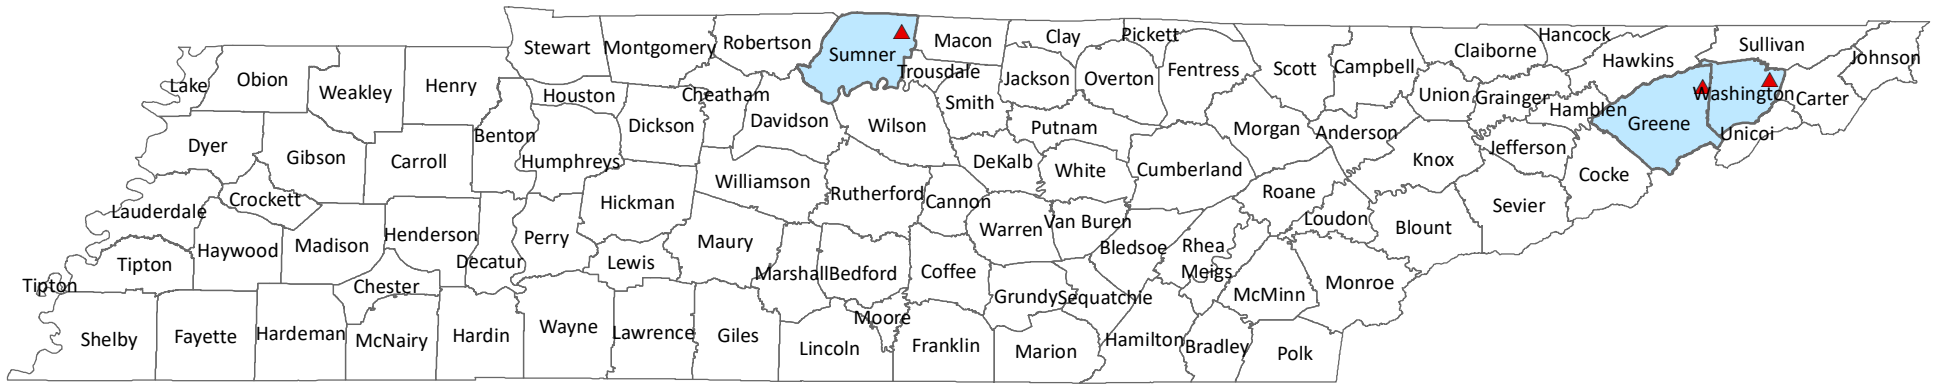 Stewart
Montgomery
Robertson
Sumner
Macon
Clay
Pickett
Trousdale
Jackson
Overton
Fentress
Scott
Campbell
Claiborne
Hancock
Hawkins
Sullivan
Johnson
Lake
Obion
Weakley
Henry
Houston
Cheatham
Smith
Union
Grainger
Hamblen
Washington
Carter
Greene
Unicoi
Dyer
Gibson
Carroll
Benton
Humphreys
Dickson
Davidson
Wilson
Putnam
Morgan
Anderson
Knox
Jefferson
Cocke
DeKalb
White
Cumberland
Roane
Loudon
Blount
Sevier
Lauderdale
Crockett
Williamson
Hickman
Rutherford
Cannon
Warren
Van Buren
Bledsoe
Rhea
Meigs
Haywood
Madison
Henderson
Decatur
Perry
Lewis
Maury
Marshall
Bedford
Coffee
Grundy
Sequatchie
McMinn
Monroe
Tipton
Tipton
Chester
Shelby
Fayette
Hardeman
McNairy
Hardin
Wayne
Lawrence
Giles
Moore
Lincoln
Franklin
Marion
Hamilton
Bradley
Polk